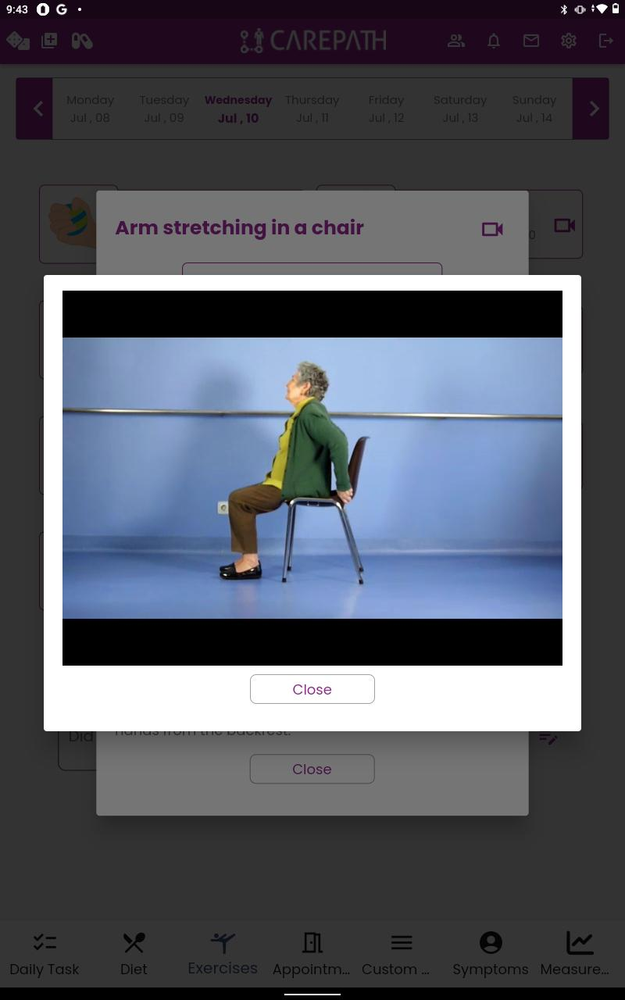 9:43
CAREPATH
Monday Tuesday Wednesday Thursday Friday Saturday Sunday
Jul , 08 Jul , 09 Jul , 10 Jul , 11 Jul , 12 Jul , 13 Jul , 14
Arm stretching in a chair
0
Close
Did
hands from the backrest.
Close
Daily Task Diet Exercises Appointm... Custom ... Symptoms Measure...